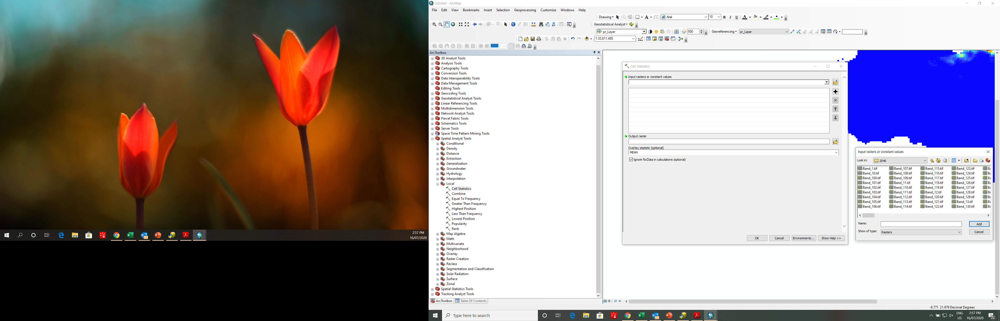 2:57 PM
16/07/2020
Untitled - ArcMap
File Edit View Bookmarks Insert Selection Geoprocessing Customize Windows Help
Drawing Arial 10 B I U A
Geostatistical Analyst
pr_Layer 500 Georeferencing pr_Layer
1:33,611,485
ArcToolbox
3D Analyst Tools
Analysis Tools
Cartography Tools
Conversion Tools
Data Interoperability Tools
Data Management Tools
Editing Tools
Geocoding Tools
Geostatistical Analyst Tools
Linear Referencing Tools
Multidimension Tools
Network Analyst Tools
Parcel Fabric Tools
Schematics Tools
Server Tools
Space Time Pattern Mining Tools
Spatial Analyst Tools
Conditional
Density
Distance
Extraction
Generalization
Groundwater
Hydrology
Interpolation
Local
Cell Statistics
Combine
Equal To Frequency
Greater Than Frequency
Highest Position
Less Than Frequency
Lowest Position
Popularity
Rank
Map Algebra
Math
Multivariate
Neighborhood
Overlay
Raster Creation
Reclass
Segmentation and Classification
Solar Radiation
Surface
Zonal
Spatial Statistics Tools
Tracking Analyst Tools
ArcToolbox Table Of Contents
Cell Statistics
Input rasters or constant values
Output raster
Overlay statistic (optional)
MEAN
Ignore NoData in calculations (optional)
OK Cancel Environments... Show Help >>
Input rasters or constant values
Look in: 2046
Band_1.tif Band_107.tif Band_115.tif Band_123.tif Ba
Band_10.tif Band_108.tif Band_116.tif Band_124.tif Ba
Band_100.tif Band_109.tif Band_117.tif Band_125.tif Ba
Band_101.tif Band_11.tif Band_118.tif Band_126.tif Ba
Band_102.tif Band_110.tif Band_119.tif Band_127.tif Ba
Band_103.tif Band_111.tif Band_12.tif Band_128.tif Ba
Band_104.tif Band_112.tif Band_120.tif Band_129.tif Ba
Band_105.tif Band_113.tif Band_121.tif Band_13.tif Ba
Band_106.tif Band_114.tif Band_122.tif Band_130.tif Ba
Name: Add
Show of type: Rasters Cancel
-8.771 21.979 Decimal Degrees
Type here to search
ENG 2:57 PM
US 16/07/2020 22